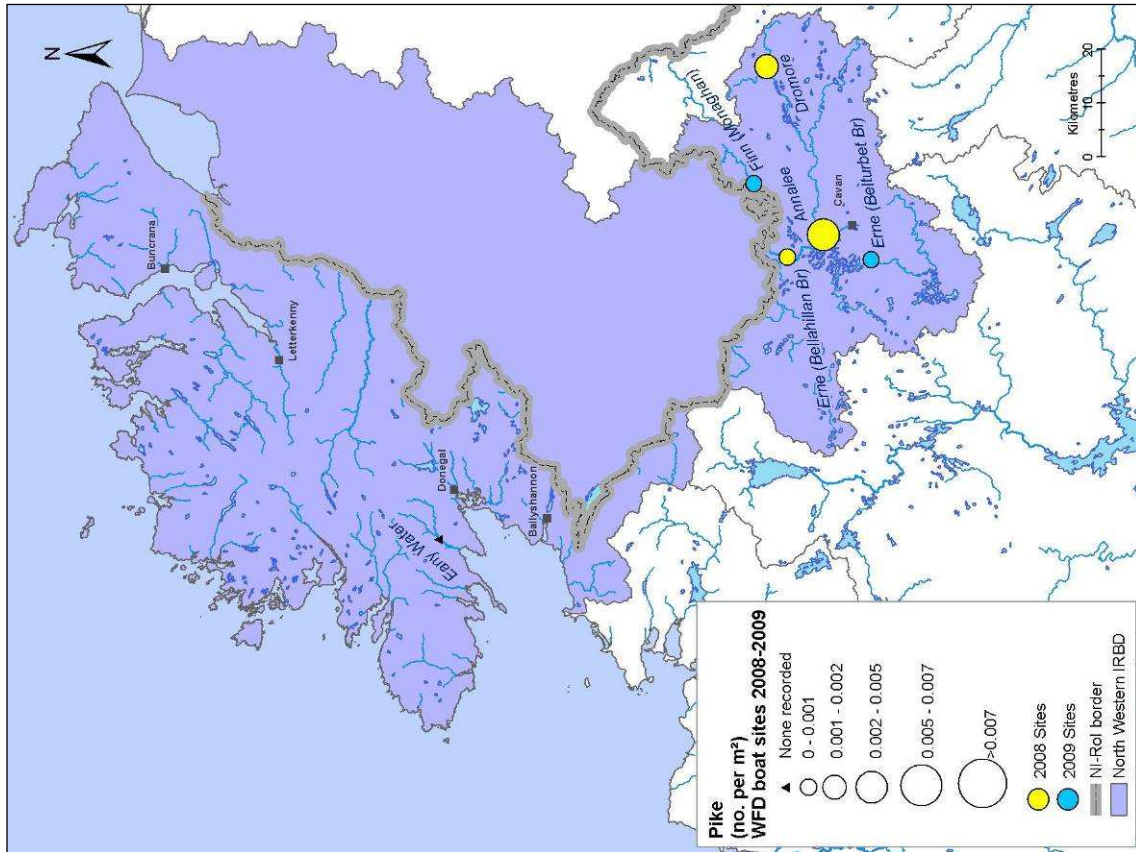 N
Buncrana
Letterkenny
Donegal
Eany Water
Ballyshannon
Finn (Monaghan)
Dromore
Annalee
Cavan
Erne (Bellahillan Br)
Erne (Belturbet Br)
0 10 20
Kilometres
Pike
(no. per m²)
WFD boat sites 2008-2009
None recorded
0 - 0.001
0.001 - 0.002
0.002 - 0.005
0.005 - 0.007
>0.007
2008 Sites
2009 Sites
NI-RoI border
North Western IRBD